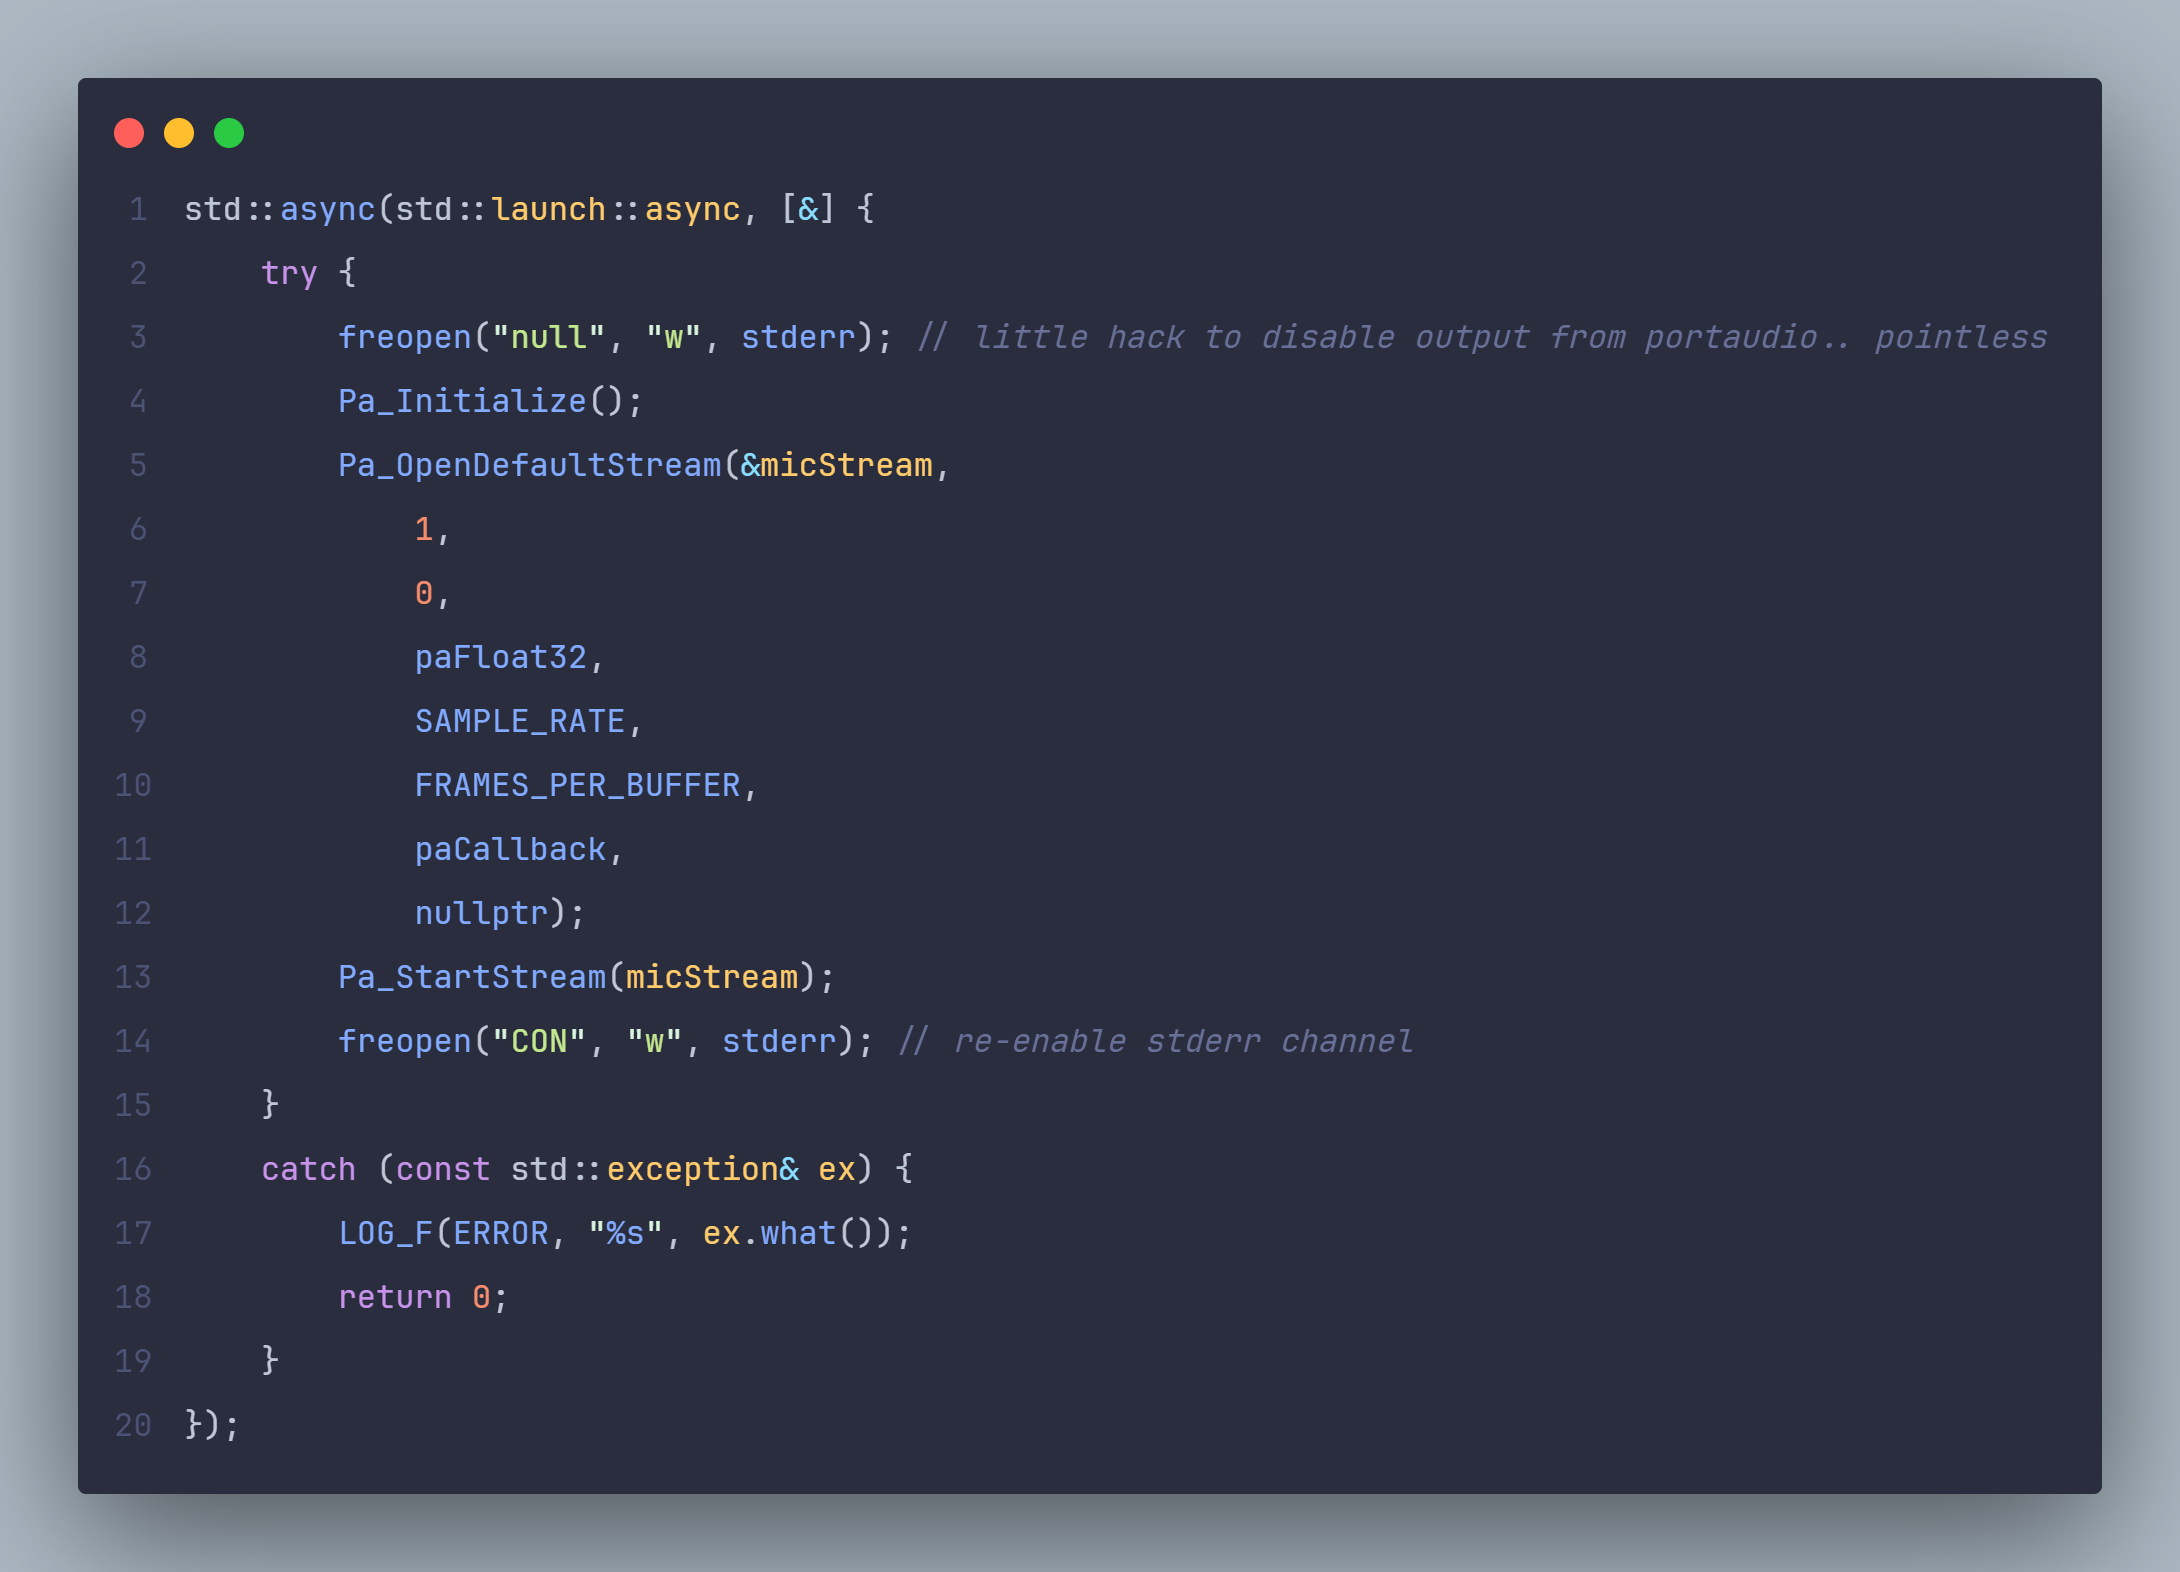 1 std::async(std::launch::async, [&] {
2     try {
3         freopen("null", "w", stderr); // little hack to disable output from portaudio.. pointless
4         Pa_Initialize();
5         Pa_OpenDefaultStream(&micStream,
6             1,
7             0,
8             paFloat32,
9             SAMPLE_RATE,
10             FRAMES_PER_BUFFER,
11             paCallback,
12             nullptr);
13         Pa_StartStream(micStream);
14         freopen("CON", "w", stderr); // re-enable stderr channel
15     }
16     catch (const std::exception& ex) {
17         LOG_F(ERROR, "%s", ex.what());
18         return 0;
19     }
20 });